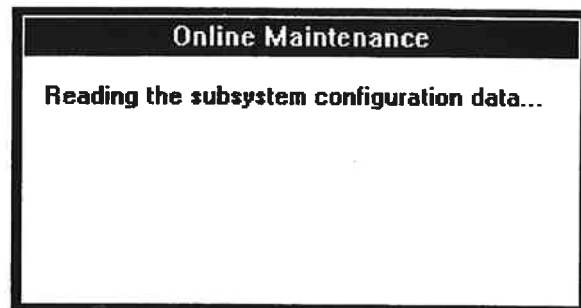 Online Maintenance
Reading the subsystem configuration data...